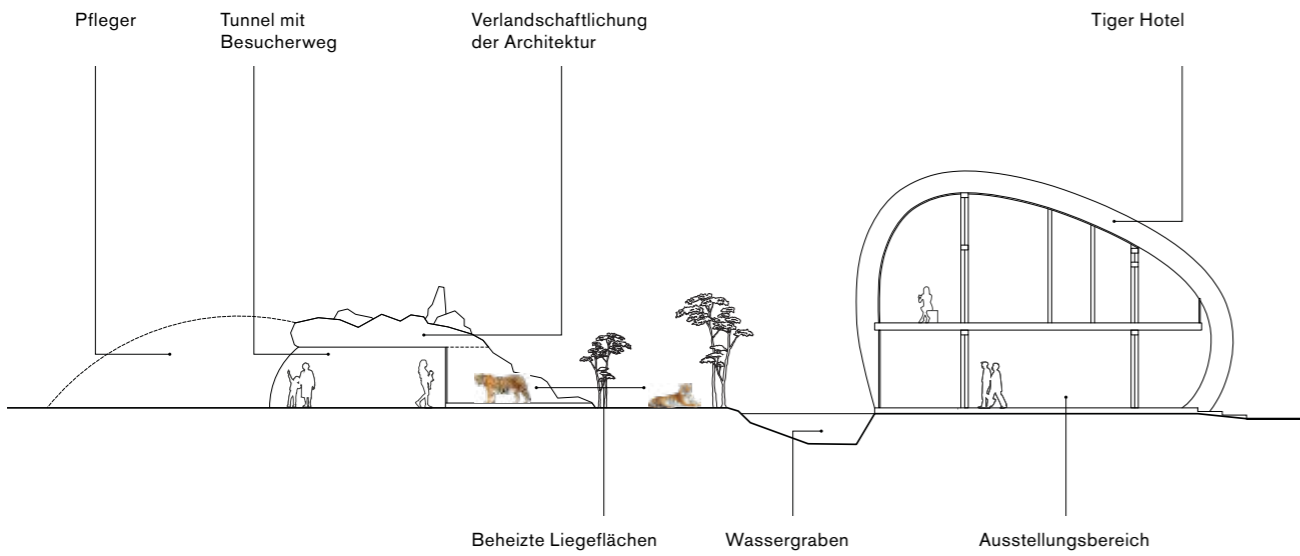 Pfleger
Tunnel mit
Besucherweg
Verlandschaftlichung
der Architektur
Tiger Hotel
Beheizte Liegeflächen
Wassergraben
Ausstellungsbereich